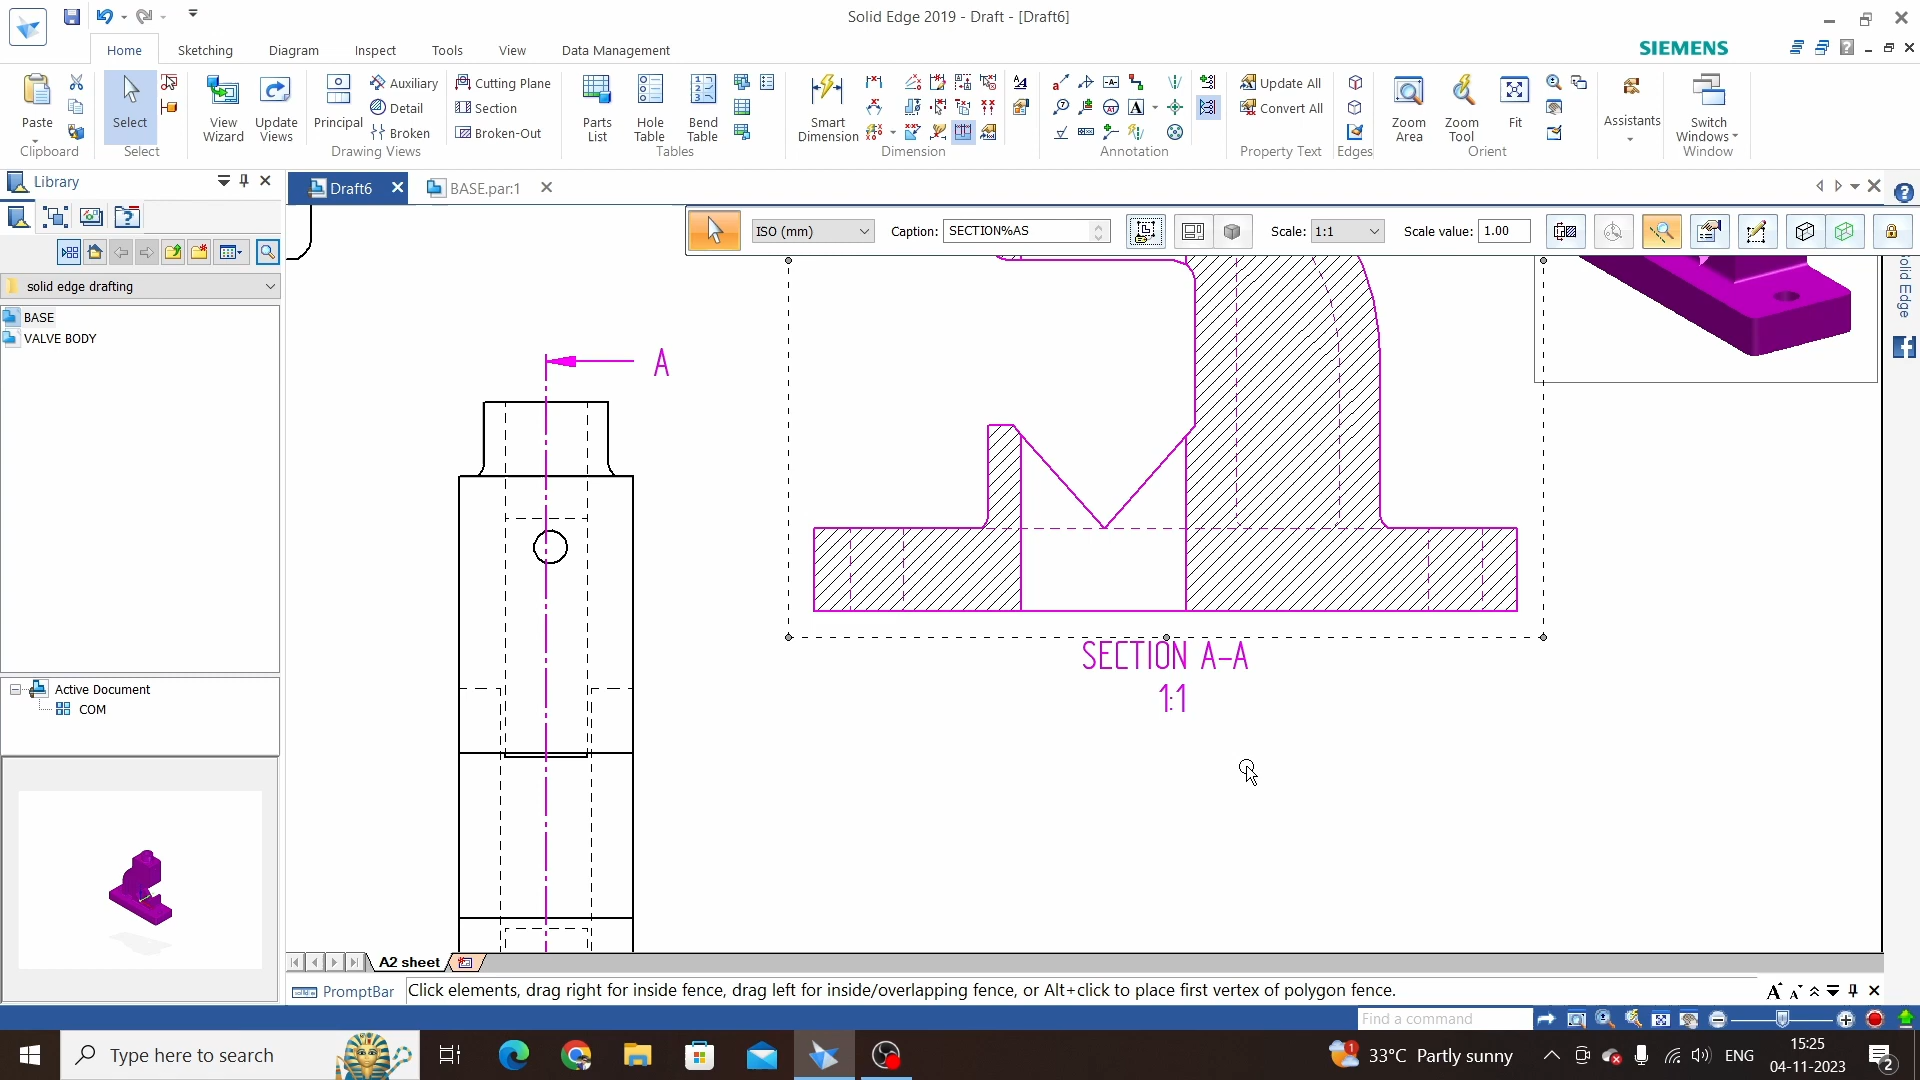 Solid Edge 2019 - Draft - [Draft6]
Home Sketching Diagram Inspect Tools View Data Management
SIEMENS
Paste
Clipboard
Select
Select
View Wizard
Update Views
Principal
Auxiliary
Detail
Broken
Drawing Views
Cutting Plane
Section
Broken-Out
Parts List
Hole Table
Bend Table
Tables
Smart Dimension
Dimension
Annotation
Update All
Convert All
Property Text
Edges
Zoom Area
Zoom Tool
Fit
Orient
Assistants
Switch Windows
Window
Library
Draft6
BASE.par:1
ISO (mm)
Caption: SECTION%AS
Scale: 1:1
Scale value: 1.00
solid edge drafting
BASE
VALVE BODY
Solid Edge
A
SECTION A-A
1:1
Active Document
COM
A2 sheet
PromptBar
Click elements, drag right for inside fence, drag left for inside/overlapping fence, or Alt+click to place first vertex of polygon fence.
Find a command
Type here to search
33°C Partly sunny
ENG
15:25
04-11-2023
2